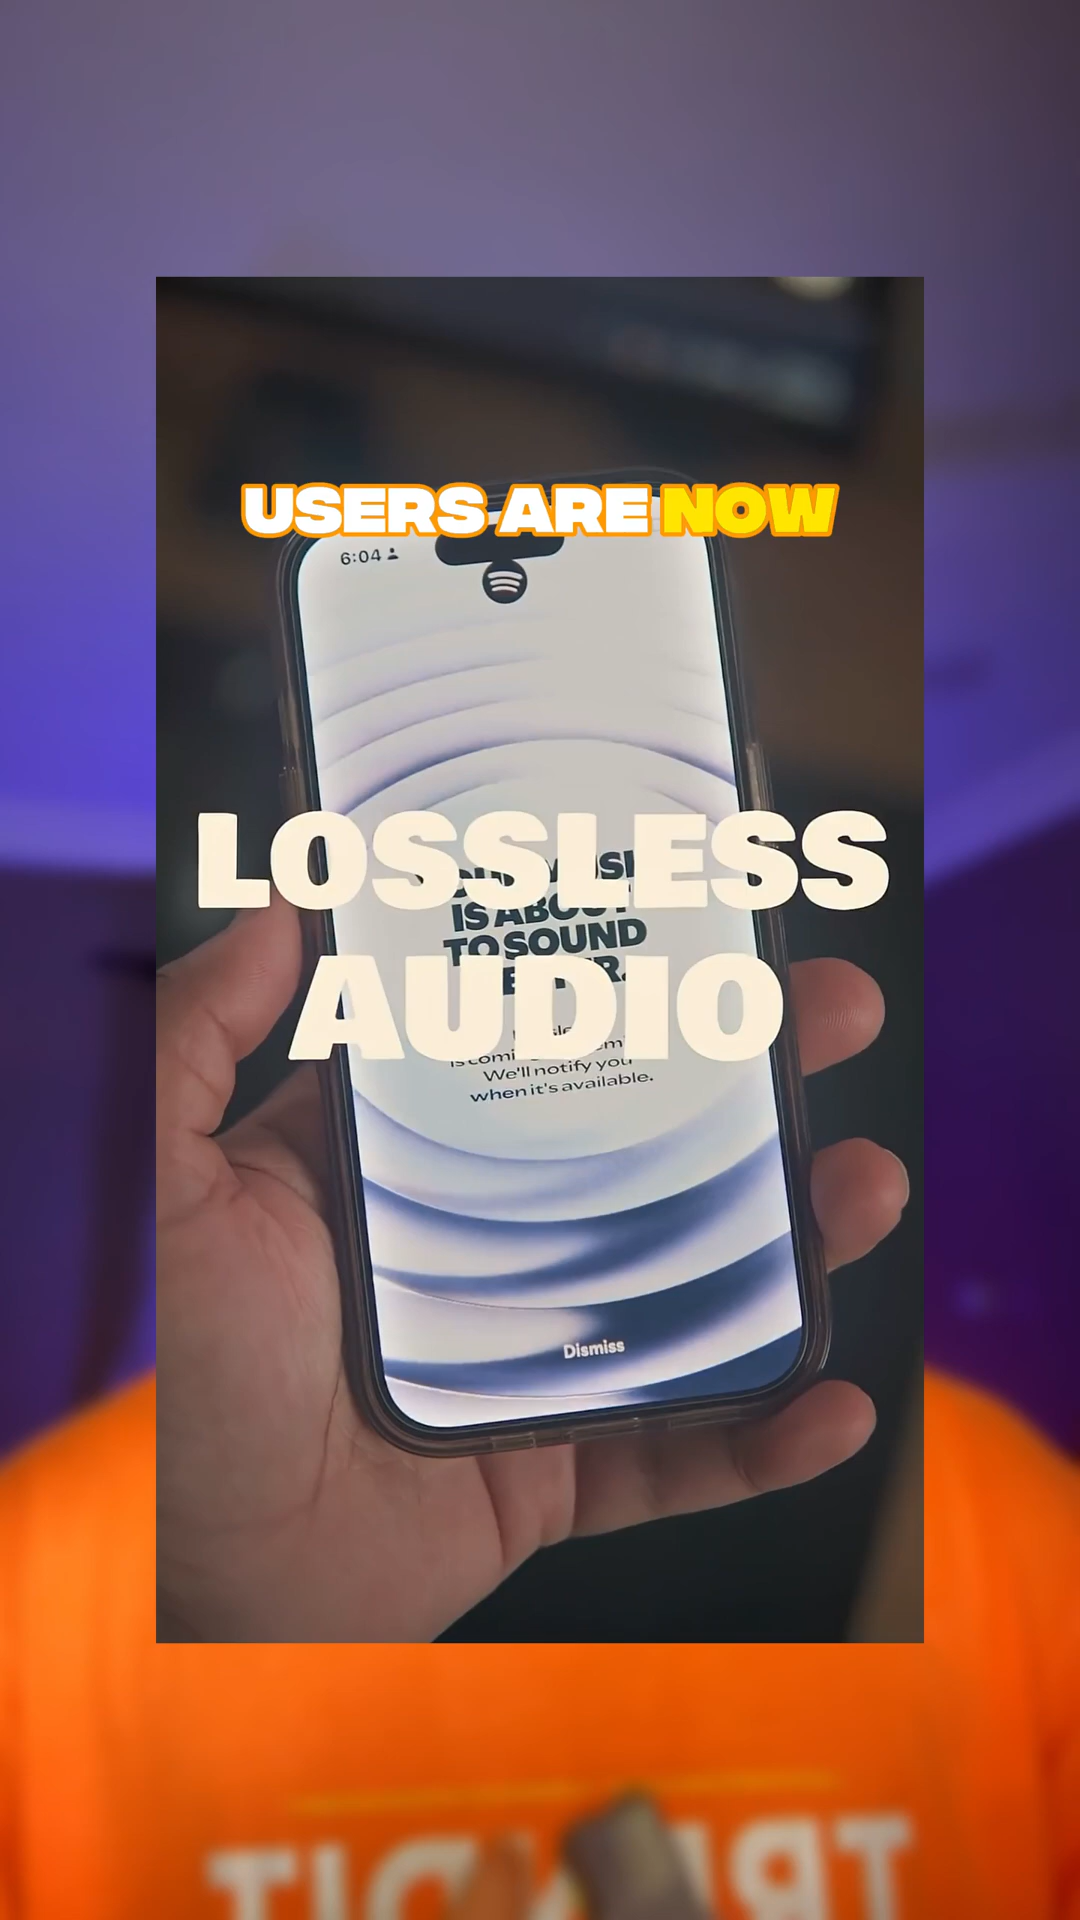 USERS ARE NOW
6:04
LOSSLESS
AUDIO
IS ABOUT
TO SOUND
We'll notify you
when it's available.
Dismiss